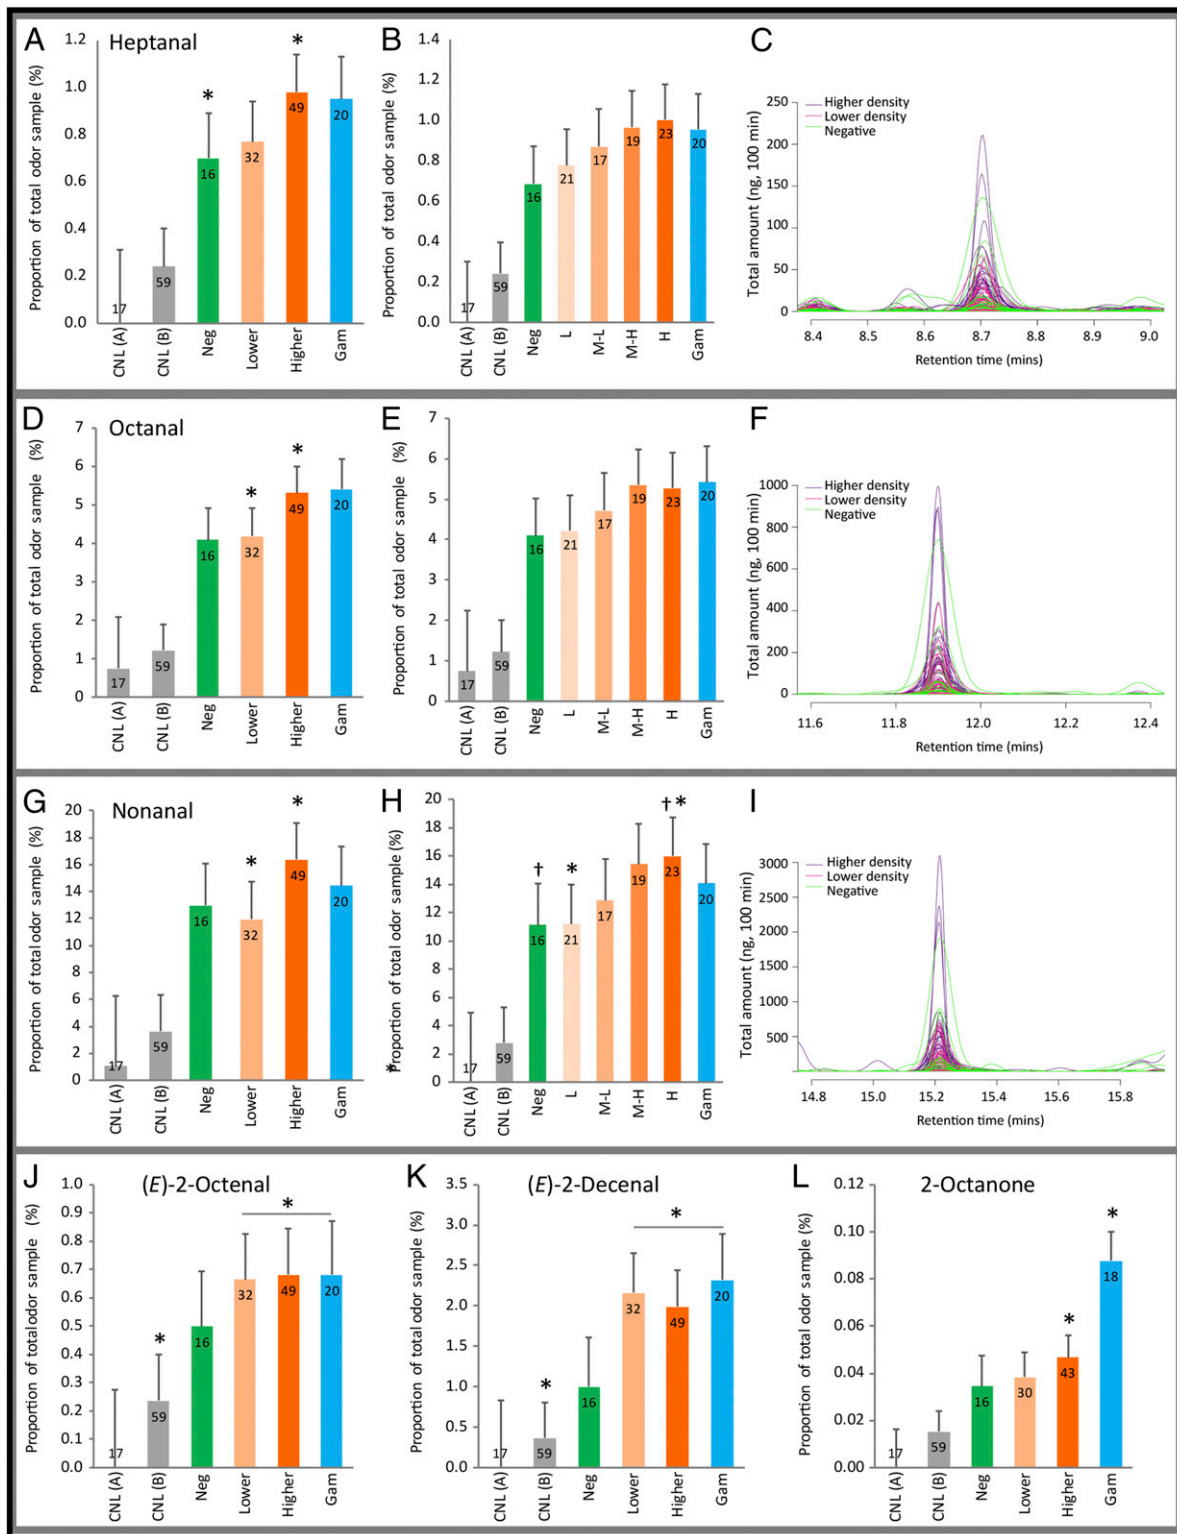 A
Heptanal
Proportion of total odor sample (%)
1.2
1.0
0.8
0.6
0.4
0.2
0.0
*
*
17
59
16
32
49
20
CNL (A)
CNL (B)
Neg
Lower
Higher
Gam
B
Proportion of total odor sample (%)
1.4
1.2
1.0
0.8
0.6
0.4
0.2
0.0
17
59
16
21
17
19
23
20
CNL (A)
CNL (B)
Neg
L
M-L
M-H
H
Gam
C
Total amount (ng, 100 min)
250
200
150
100
50
0
Higher density
Lower density
Negative
8.4
8.5
8.6
8.7
8.8
8.9
9.0
Retention time (mins)
D
Octanal
Proportion of total odor sample (%)
7
6
5
4
3
2
1
0
*
*
17
59
16
32
49
20
CNL (A)
CNL (B)
Neg
Lower
Higher
Gam
E
Proportion of total odor sample (%)
7
6
5
4
3
2
1
0
17
59
16
21
17
19
23
20
CNL (A)
CNL (B)
Neg
L
M-L
M-H
H
Gam
F
Total amount (ng, 100 min)
1000
800
600
400
200
0
Higher density
Lower density
Negative
11.6
11.8
12.0
12.2
12.4
Retention time (mins)
G
Nonanal
Proportion of total odor sample (%)
20
18
16
14
12
10
8
6
4
2
0
*
*
17
59
16
32
49
20
CNL (A)
CNL (B)
Neg
Lower
Higher
Gam
H
Proportion of total odor sample (%)
*
20
18
16
14
12
10
8
6
4
2
0
†
*
† *
17
59
16
21
17
19
23
20
CNL (A)
CNL (B)
Neg
L
M-L
M-H
H
Gam
I
Total amount (ng, 100 min)
3000
2000
1500
1000
500
Higher density
Lower density
Negative
14.8
15.0
15.2
15.4
15.6
15.8
Retention time (mins)
J
(E)-2-Octenal
Proportion of total odor sample (%)
1.0
0.9
0.8
0.7
0.6
0.5
0.4
0.3
0.2
0.1
0.0
*
*
17
59
16
32
49
20
CNL (A)
CNL (B)
Neg
Lower
Higher
Gam
K
(E)-2-Decenal
Proportion of total odor sample (%)
3.5
3.0
2.5
2.0
1.5
1.0
0.5
0.0
*
*
17
59
16
32
49
20
CNL (A)
CNL (B)
Neg
Lower
Higher
Gam
L
2-Octanone
Proportion of total odor sample (%)
0.12
0.10
0.08
0.06
0.04
0.02
0.00
*
*
17
59
16
30
43
18
CNL (A)
CNL (B)
Neg
Lower
Higher
Gam